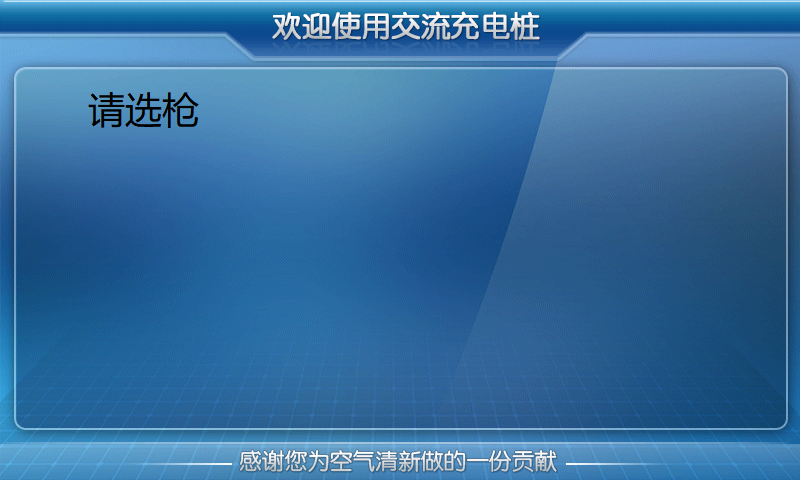 欢迎使用交流充电桩
请选枪
感谢您为空气清新做的一份贡献